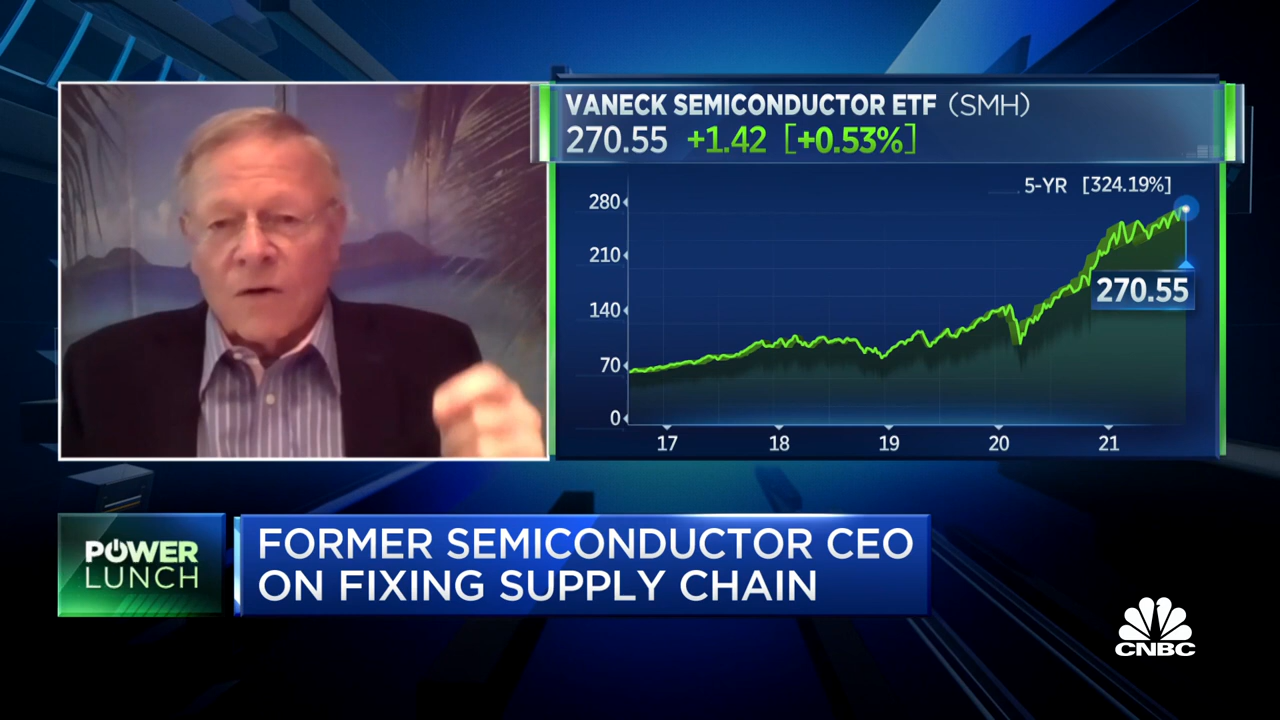 VANECK SEMICONDUCTOR ETF (SMH)
270.55 +1.42 [+0.53%]
5-YR [324.19%]
280
210
140
70
0
270.55
17 18 19 20 21
POWER
LUNCH
FORMER SEMICONDUCTOR CEO
ON FIXING SUPPLY CHAIN
CNBC